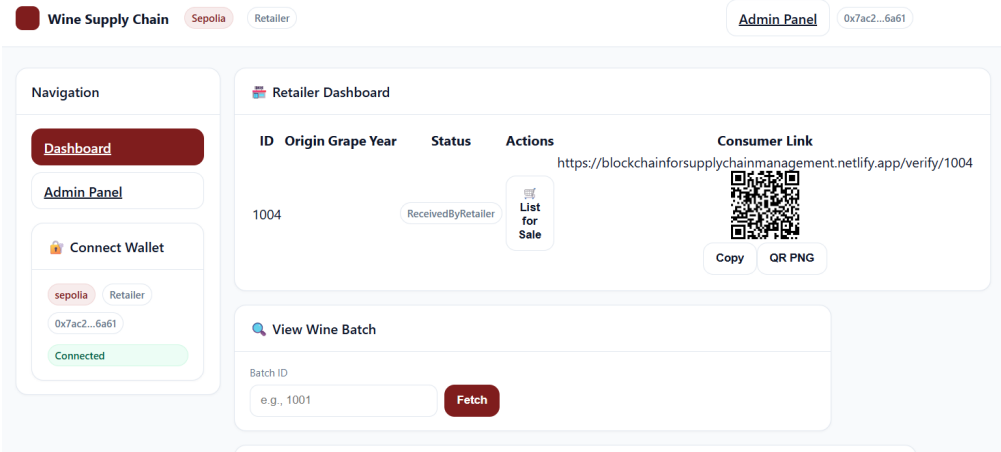 Wine Supply Chain Sepolia Retailer Admin Panel 0x7ac2...6a61
Navigation
Dashboard
Admin Panel
Connect Wallet
sepolia Retailer
0x7ac2...6a61
Connected
Retailer Dashboard
ID Origin Grape Year Status Actions Consumer Link
1004 ReceivedByRetailer
List
for
Sale
https://blockchainforsupplychainmanagement.netlify.app/verify/1004
Copy QR PNG
View Wine Batch
Batch ID
e.g., 1001 Fetch